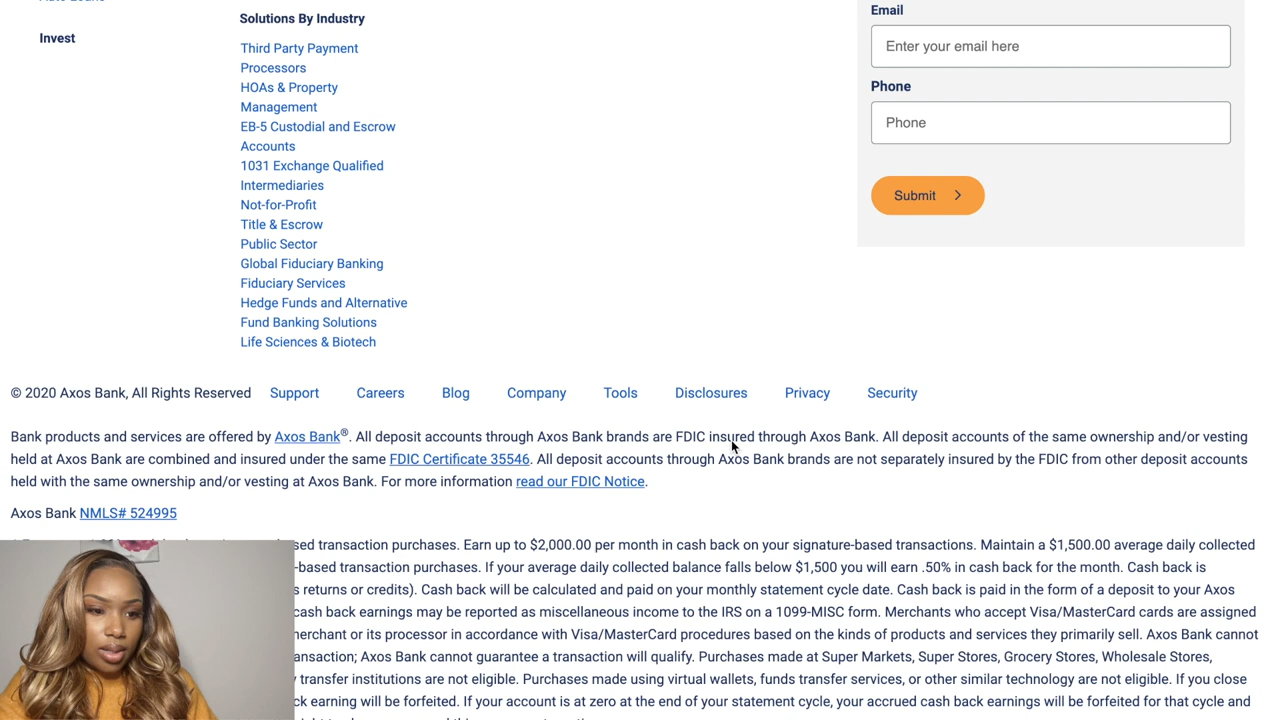 Invest
Solutions By Industry
Third Party Payment
Processors
HOAs & Property
Management
EB-5 Custodial and Escrow
Accounts
1031 Exchange Qualified
Intermediaries
Not-for-Profit
Title & Escrow
Public Sector
Global Fiduciary Banking
Fiduciary Services
Hedge Funds and Alternative
Fund Banking Solutions
Life Sciences & Biotech
Email
Enter your email here
Phone
Phone
Submit
© 2020 Axos Bank, All Rights Reserved Support Careers Blog Company Tools Disclosures Privacy Security
Bank products and services are offered by Axos Bank®. All deposit accounts through Axos Bank brands are FDIC insured through Axos Bank. All deposit accounts of the same ownership and/or vesting
held at Axos Bank are combined and insured under the same FDIC Certificate 35546. All deposit accounts through Axos Bank brands are not separately insured by the FDIC from other deposit accounts
held with the same ownership and/or vesting at Axos Bank. For more information read our FDIC Notice.
Axos Bank NMLS# 524995
sed transaction purchases. Earn up to $2,000.00 per month in cash back on your signature-based transactions. Maintain a $1,500.00 average daily collected
-based transaction purchases. If your average daily collected balance falls below $1,500 you will earn .50% in cash back for the month. Cash back is
s returns or credits). Cash back will be calculated and paid on your monthly statement cycle date. Cash back is paid in the form of a deposit to your Axos
cash back earnings may be reported as miscellaneous income to the IRS on a 1099-MISC form. Merchants who accept Visa/MasterCard cards are assigned
nerchant or its processor in accordance with Visa/MasterCard procedures based on the kinds of products and services they primarily sell. Axos Bank cannot
ansaction; Axos Bank cannot guarantee a transaction will qualify. Purchases made at Super Markets, Super Stores, Grocery Stores, Wholesale Stores,
y transfer institutions are not eligible. Purchases made using virtual wallets, funds transfer services, or other similar technology are not eligible. If you close
ck earning will be forfeited. If your account is at zero at the end of your statement cycle, your accrued cash back earnings will be forfeited for that cycle and